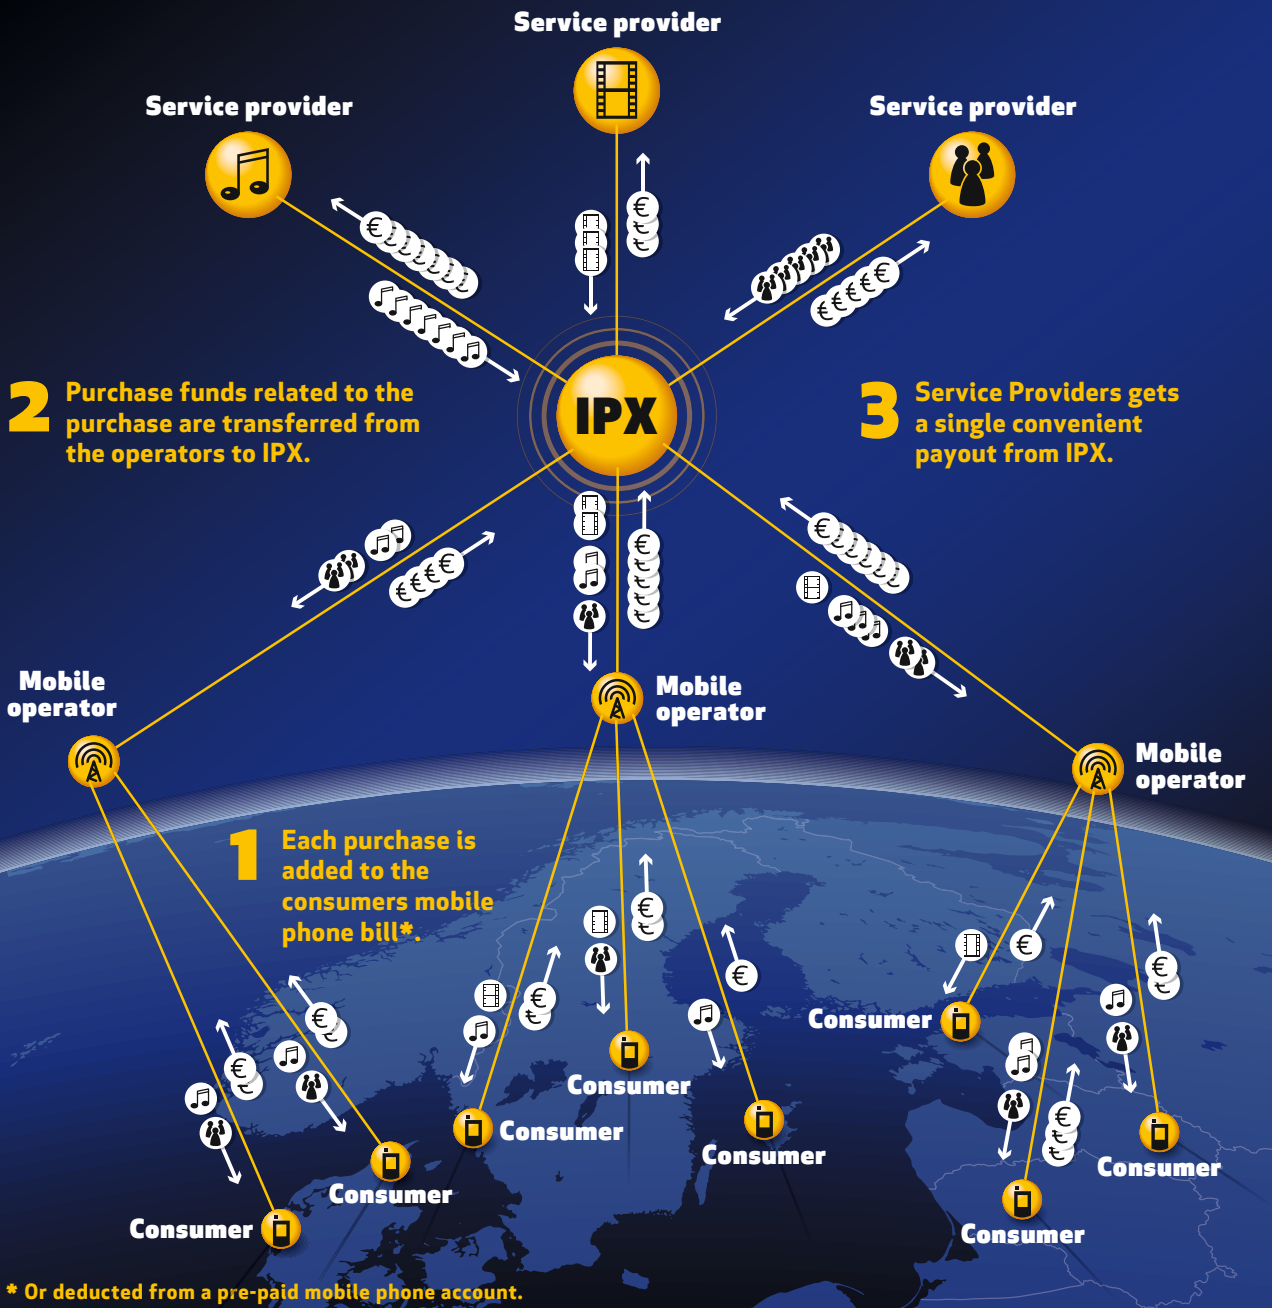 Service provider
Service provider
Service provider
IPX
2
Purchase funds related to the
purchase are transferred from
the operators to IPX.
3
Service Providers gets
a single convenient
payout from IPX.
Mobile
operator
Mobile
operator
Mobile
operator
1
Each purchase is
added to the
consumers mobile
phone bill*.
Consumer
Consumer
Consumer
Consumer
Consumer
Consumer
Consumer
Consumer
* Or deducted from a pre-paid mobile phone account.